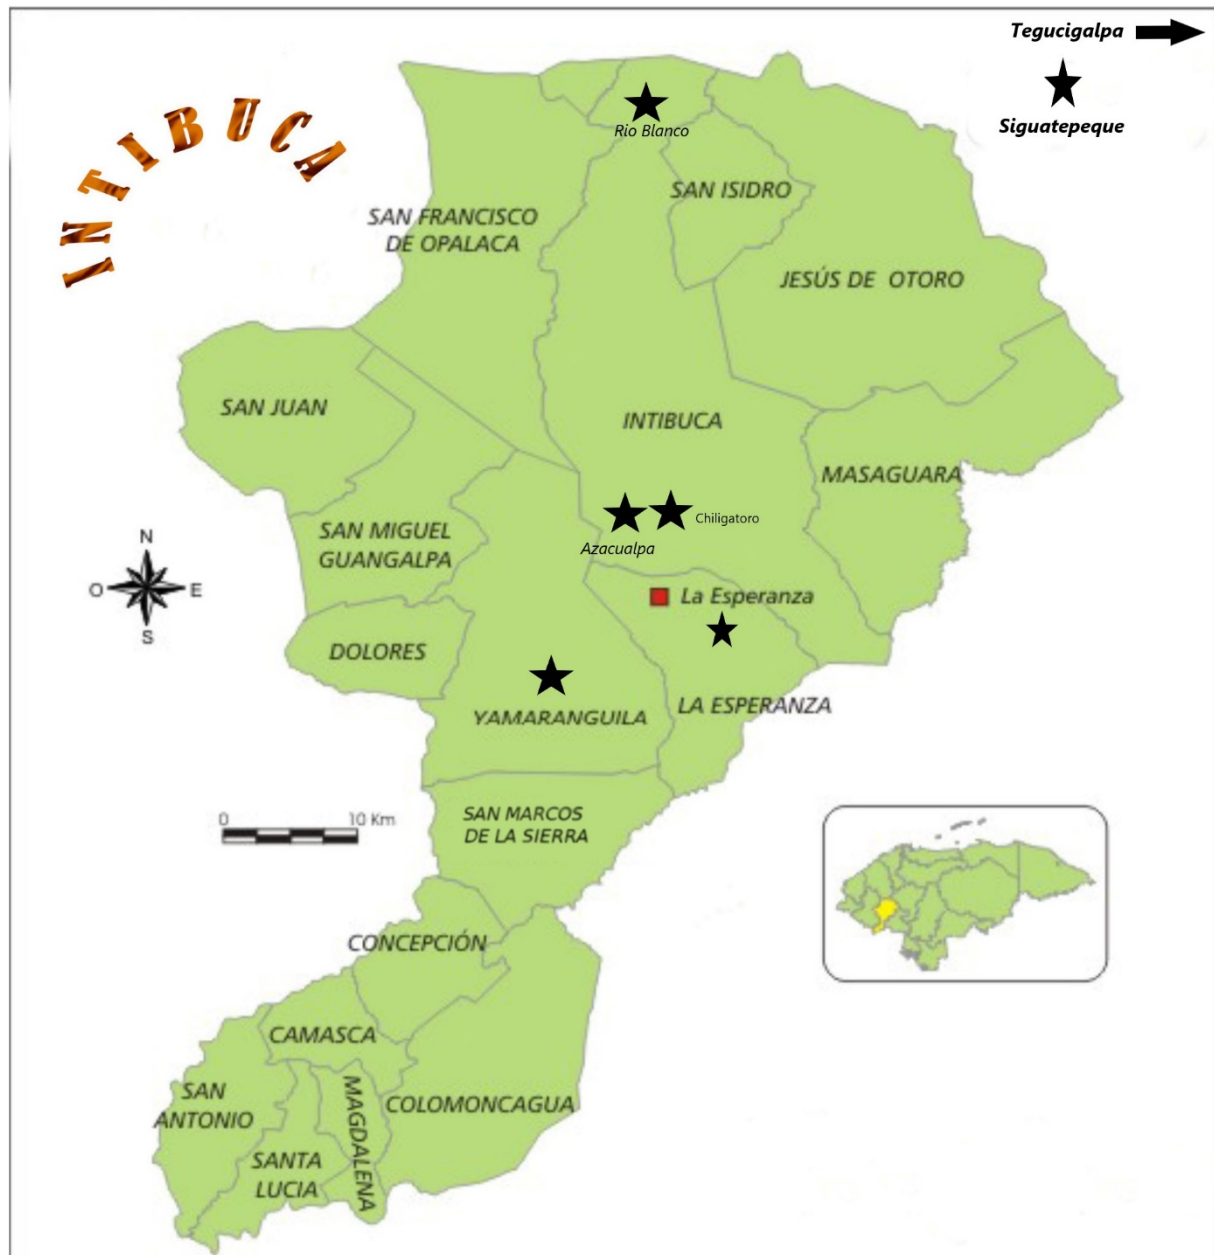 INTIBUCA
Tegucigalpa
Siguatepeque
Rio Blanco
SAN ISIDRO
SAN FRANCISCO
DE OPALACA
JESÚS DE OTORO
SAN JUAN
INTIBUCA
MASAGUARA
Chiligatoro
Azacualpa
SAN MIGUEL
GUANGALPA
N
O
E
S
La Esperanza
DOLORES
LA ESPERANZA
YAMARANGUILA
0
10 Km
SAN MARCOS
DE LA SIERRA
CONCEPCIÓN
CAMASCA
SAN
ANTONIO
MAGDALENA
COLOMONCAGUA
SANTA
LUCIA